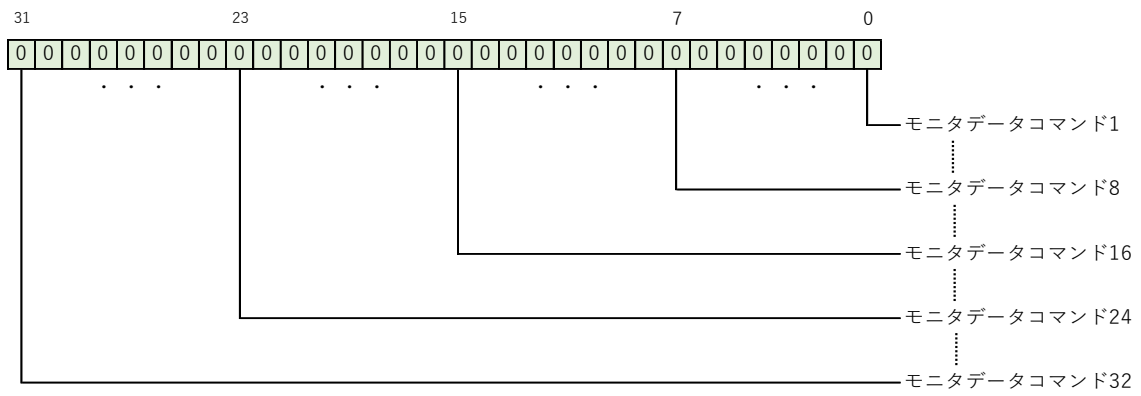 31 23 15 7 0
0 0 0 0 0 0 0 0 0 0 0 0 0 0 0 0 0 0 0 0 0 0 0 0 0 0 0 0 0 0 0 0
・・・ ・・・ ・・・ ・・・
モニタデータコマンド1
モニタデータコマンド8
モニタデータコマンド16
モニタデータコマンド24
モニタデータコマンド32